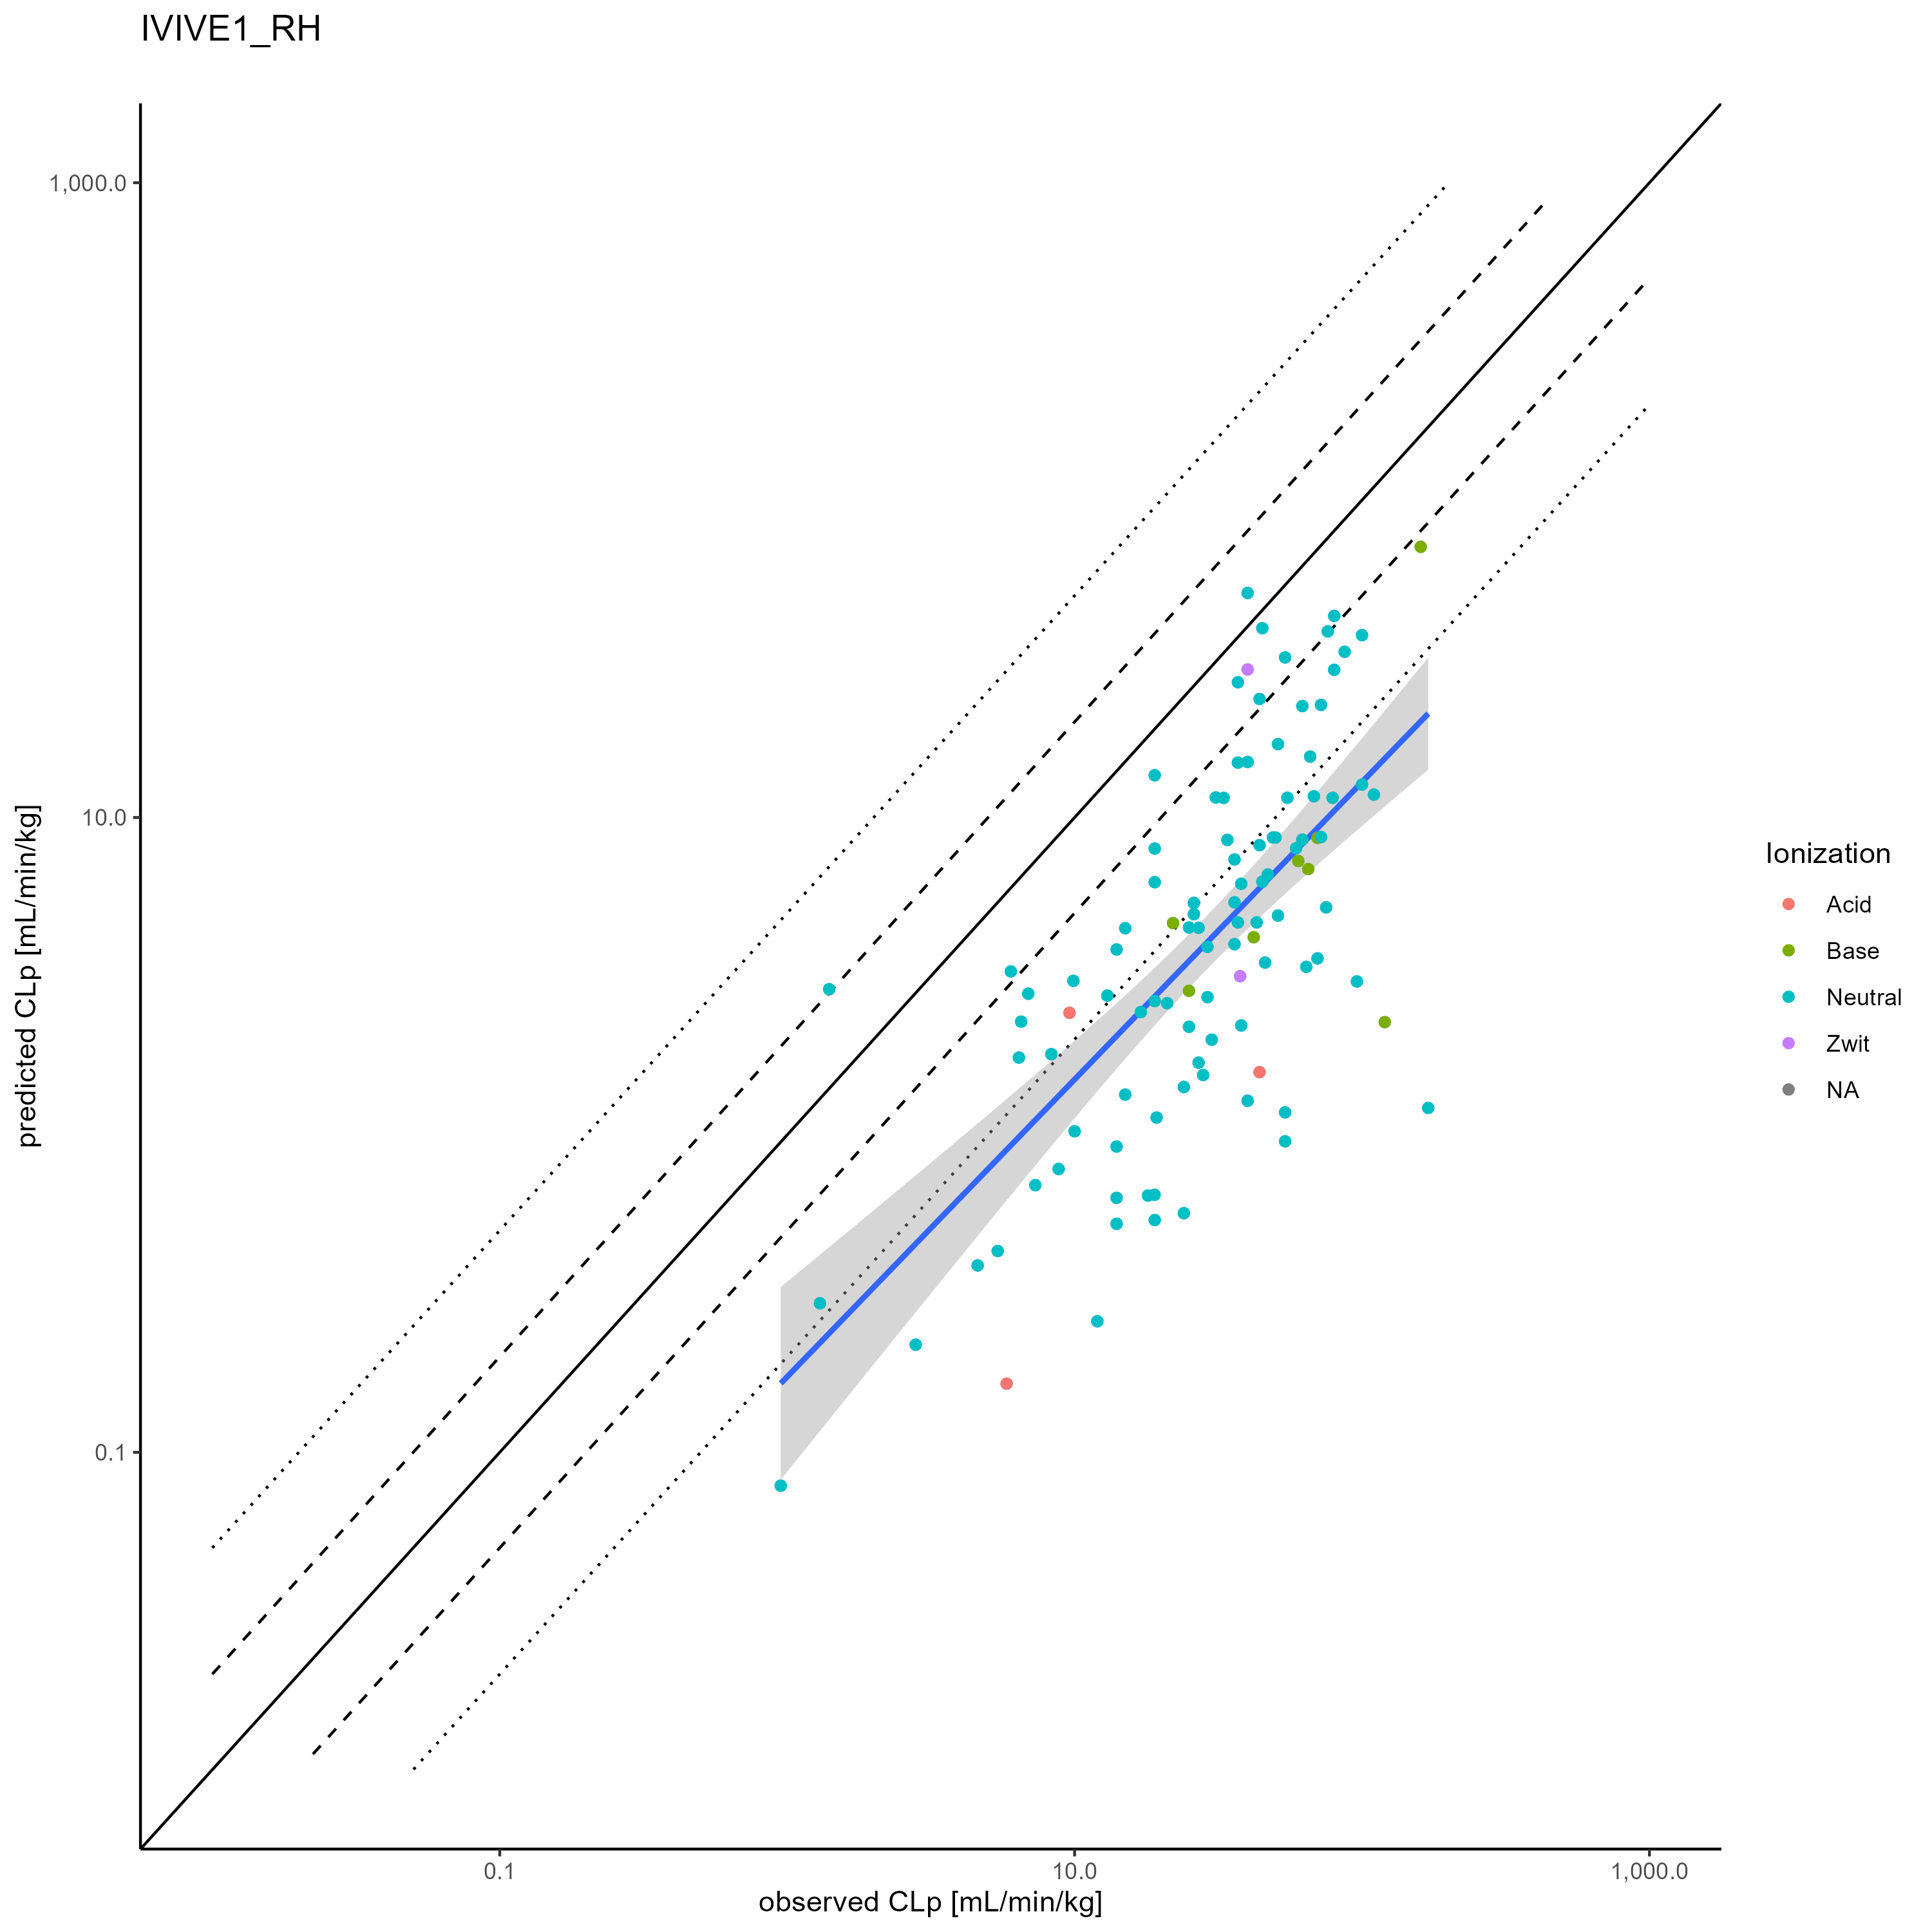 IVIVE1_RH
predicted CLp [mL/min/kg]
1,000.0
10.0
0.1
0.1
10.0
1,000.0
observed CLp [mL/min/kg]
Ionization
Acid
Base
Neutral
Zwit
NA